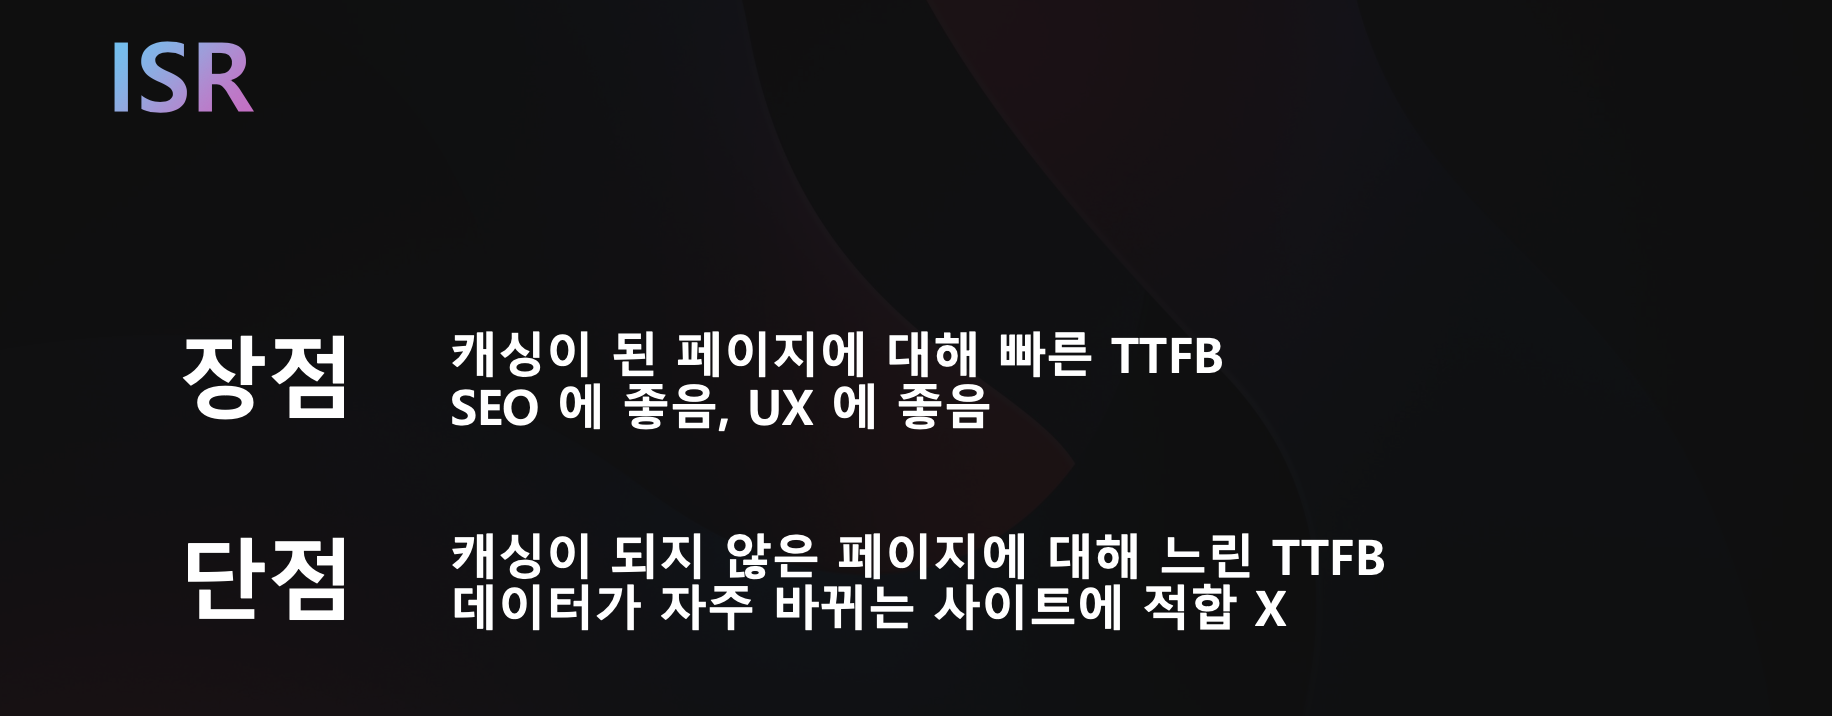 ISR
장점
캐싱이 된 페이지에 대해 빠른 TTFB
SEO 에 좋음, UX 에 좋음
단점
캐싱이 되지 않은 페이지에 대해 느린 TTFB
데이터가 자주 바뀌는 사이트에 적합 X